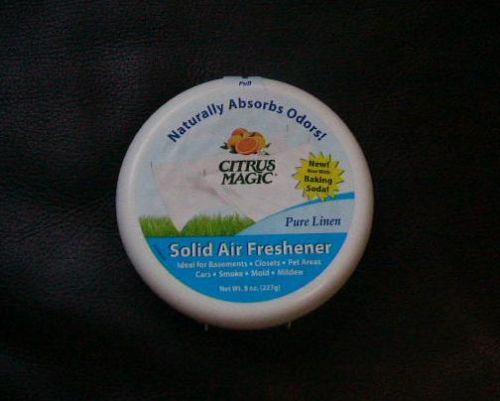 Pull
Naturally Absorbs Odors!
CITRUS
MAGIC
New!
Now With
Baking
Soda!
Pure Linen
Solid Air Freshener
Ideal for Basements • Closets • Pet Areas
Cars • Smoke • Mold • Mildew
Net Wt. 8 oz. (227g)